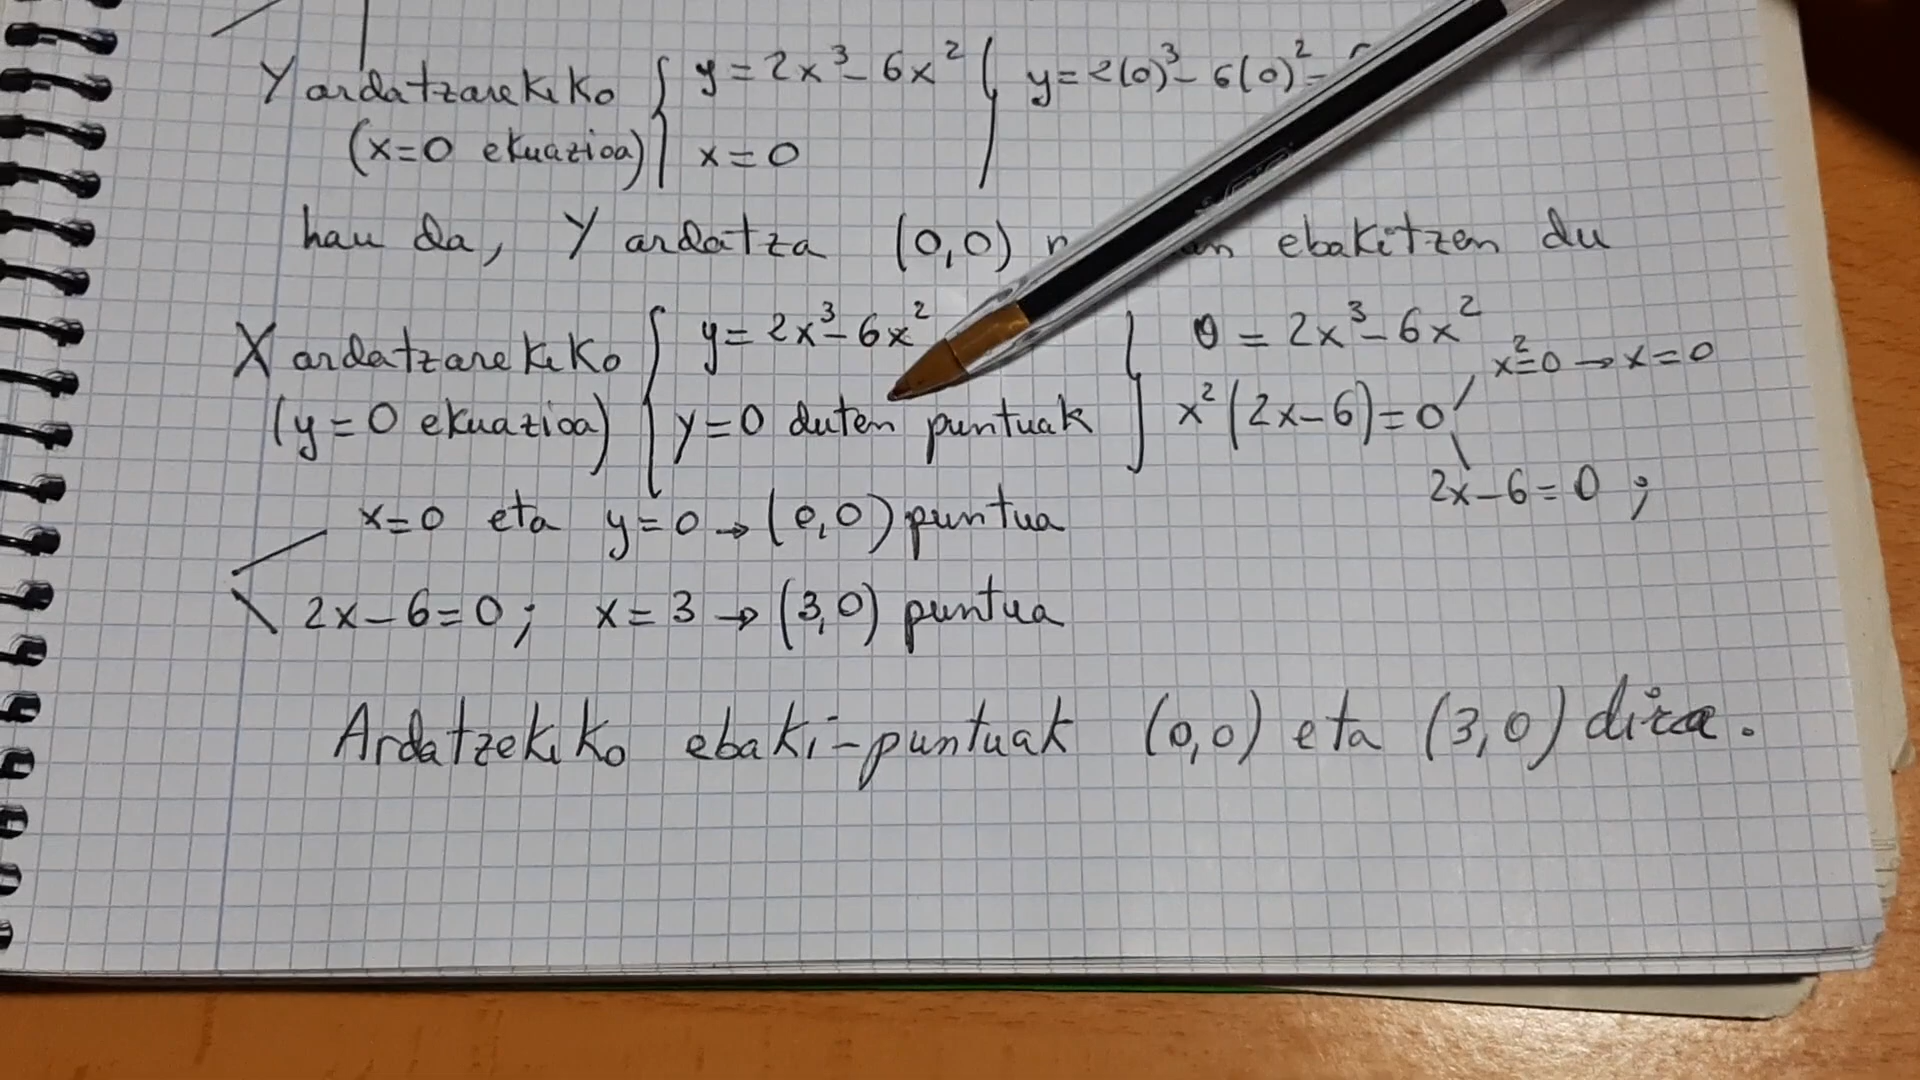 Y ardatzarekiko { y = 2x³ - 6x² } y = 2(0)³ - 6(0)² -
(x=0 ekuazioa) x = 0
hau da, Y ardatza (0,0) ebakitzen du
X ardatzarekiko { y = 2x³ - 6x² } 0 = 2x³ - 6x² x²=0 → x=0
(y=0 ekuazioa) y=0 duten puntuak x²(2x-6)=0
2x-6=0 ;
x=0 eta y=0 → (0,0) puntua
2x-6=0 ; x=3 → (3,0) puntua
Ardatzekiko ebaki-puntuak (0,0) eta (3,0) dira.